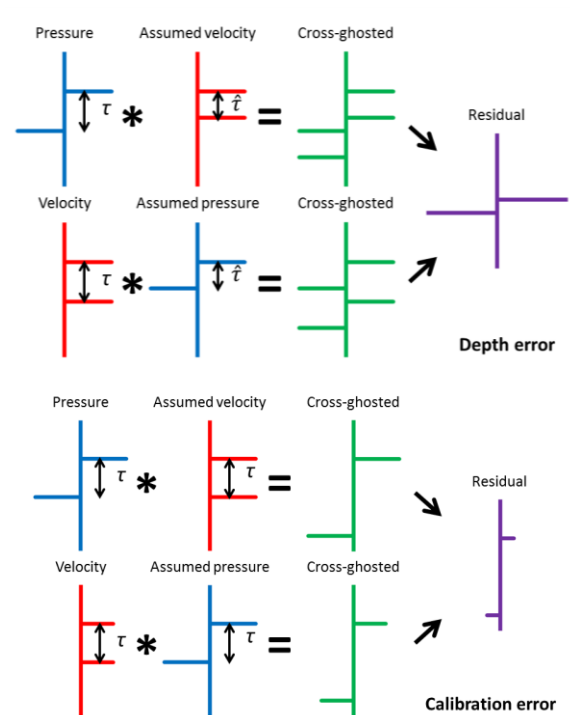 Pressure Assumed velocity Cross-ghosted
τ * τ̂ =
Residual
Velocity Assumed pressure Cross-ghosted
τ * τ̂ =
Depth error
Pressure Assumed velocity Cross-ghosted
τ * τ =
Residual
Velocity Assumed pressure Cross-ghosted
τ * τ =
Calibration error